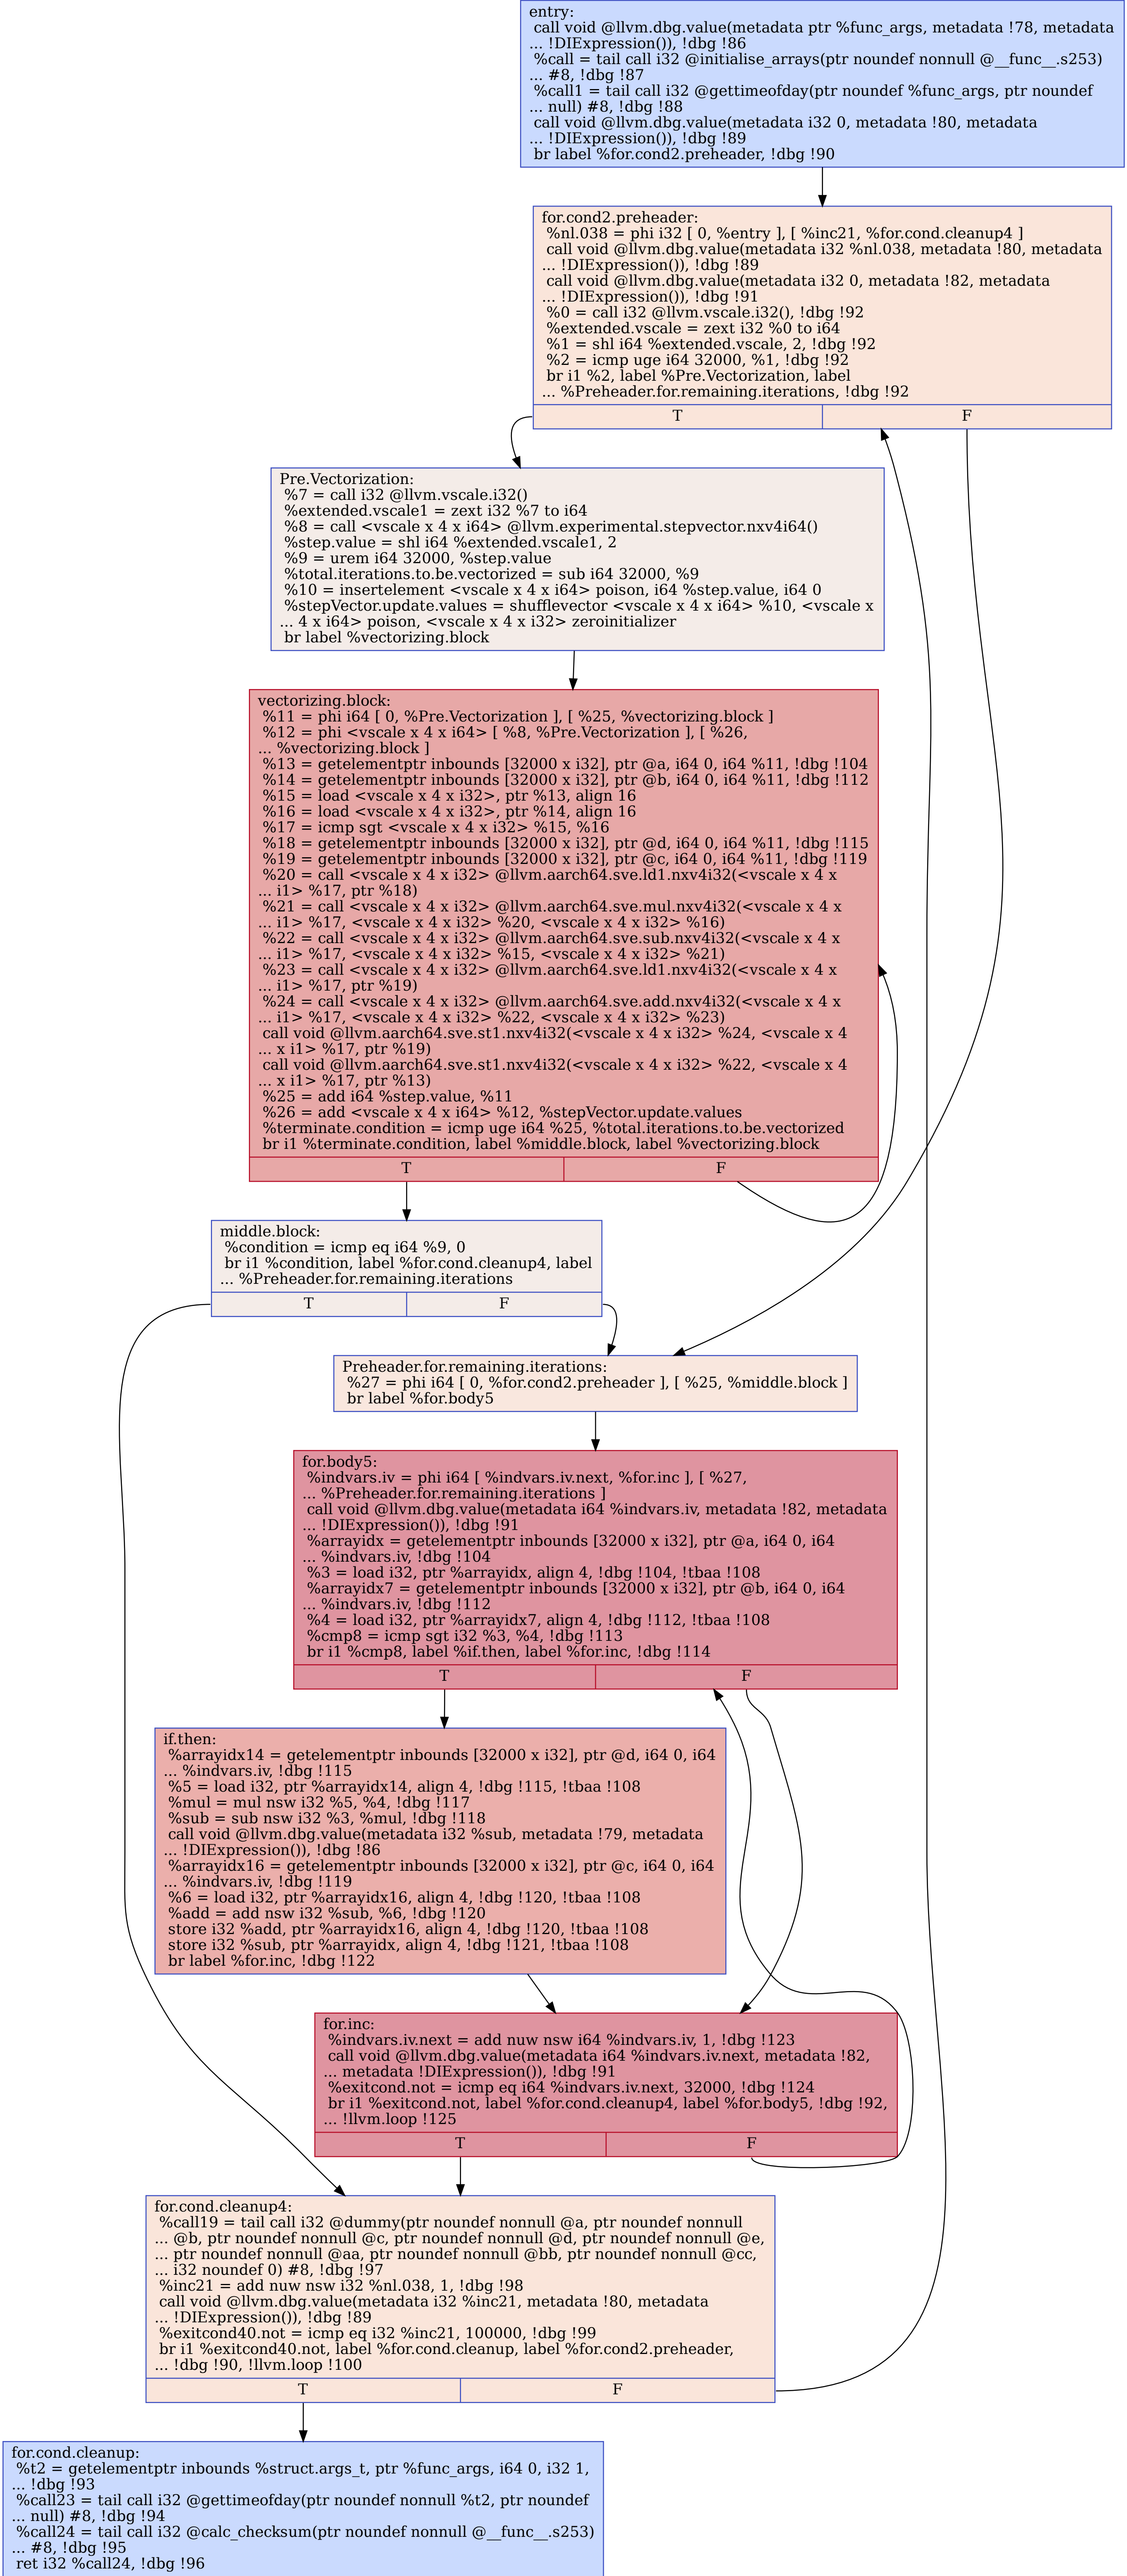 entry:
call void @llvm.dbg.value(metadata ptr %func_args, metadata !78, metadata
... !DIExpression()), !dbg !86
%call = tail call i32 @initialise_arrays(ptr noundef nonnull @__func__.s253)
... #8, !dbg !87
%call1 = tail call i32 @gettimeofday(ptr noundef %func_args, ptr noundef
... null) #8, !dbg !88
call void @llvm.dbg.value(metadata i32 0, metadata !80, metadata
... !DIExpression()), !dbg !89
br label %for.cond2.preheader, !dbg !90
for.cond2.preheader:
%nl.038 = phi i32 [ 0, %entry ], [ %inc21, %for.cond.cleanup4 ]
call void @llvm.dbg.value(metadata i32 %nl.038, metadata !80, metadata
... !DIExpression()), !dbg !89
call void @llvm.dbg.value(metadata i32 0, metadata !82, metadata
... !DIExpression()), !dbg !91
%0 = call i32 @llvm.vscale.i32(), !dbg !92
%extended.vscale = zext i32 %0 to i64
%1 = shl i64 %extended.vscale, 2, !dbg !92
%2 = icmp uge i64 32000, %1, !dbg !92
br i1 %2, label %Pre.Vectorization, label
... %Preheader.for.remaining.iterations, !dbg !92
T F
Pre.Vectorization:
%7 = call i32 @llvm.vscale.i32()
%extended.vscale1 = zext i32 %7 to i64
%8 = call <vscale x 4 x i64> @llvm.experimental.stepvector.nxv4i64()
%step.value = shl i64 %extended.vscale1, 2
%9 = urem i64 32000, %step.value
%total.iterations.to.be.vectorized = sub i64 32000, %9
%10 = insertelement <vscale x 4 x i64> poison, i64 %step.value, i64 0
%stepVector.update.values = shufflevector <vscale x 4 x i64> %10, <vscale x
... 4 x i64> poison, <vscale x 4 x i32> zeroinitializer
br label %vectorizing.block
vectorizing.block:
%11 = phi i64 [ 0, %Pre.Vectorization ], [ %25, %vectorizing.block ]
%12 = phi <vscale x 4 x i64> [ %8, %Pre.Vectorization ], [ %26,
... %vectorizing.block ]
%13 = getelementptr inbounds [32000 x i32], ptr @a, i64 0, i64 %11, !dbg !104
%14 = getelementptr inbounds [32000 x i32], ptr @b, i64 0, i64 %11, !dbg !112
%15 = load <vscale x 4 x i32>, ptr %13, align 16
%16 = load <vscale x 4 x i32>, ptr %14, align 16
%17 = icmp sgt <vscale x 4 x i32> %15, %16
%18 = getelementptr inbounds [32000 x i32], ptr @d, i64 0, i64 %11, !dbg !115
%19 = getelementptr inbounds [32000 x i32], ptr @c, i64 0, i64 %11, !dbg !119
%20 = call <vscale x 4 x i32> @llvm.aarch64.sve.ld1.nxv4i32(<vscale x 4 x
... i1> %17, ptr %18)
%21 = call <vscale x 4 x i32> @llvm.aarch64.sve.mul.nxv4i32(<vscale x 4 x
... i1> %17, <vscale x 4 x i32> %20, <vscale x 4 x i32> %16)
%22 = call <vscale x 4 x i32> @llvm.aarch64.sve.sub.nxv4i32(<vscale x 4 x
... i1> %17, <vscale x 4 x i32> %15, <vscale x 4 x i32> %21)
%23 = call <vscale x 4 x i32> @llvm.aarch64.sve.ld1.nxv4i32(<vscale x 4 x
... i1> %17, ptr %19)
%24 = call <vscale x 4 x i32> @llvm.aarch64.sve.add.nxv4i32(<vscale x 4 x
... i1> %17, <vscale x 4 x i32> %22, <vscale x 4 x i32> %23)
call void @llvm.aarch64.sve.st1.nxv4i32(<vscale x 4 x i32> %24, <vscale x 4
... x i1> %17, ptr %19)
call void @llvm.aarch64.sve.st1.nxv4i32(<vscale x 4 x i32> %22, <vscale x 4
... x i1> %17, ptr %13)
%25 = add i64 %step.value, %11
%26 = add <vscale x 4 x i64> %12, %stepVector.update.values
%terminate.condition = icmp uge i64 %25, %total.iterations.to.be.vectorized
br i1 %terminate.condition, label %middle.block, label %vectorizing.block
T F
middle.block:
%condition = icmp eq i64 %9, 0
br i1 %condition, label %for.cond.cleanup4, label
... %Preheader.for.remaining.iterations
T F
Preheader.for.remaining.iterations:
%27 = phi i64 [ 0, %for.cond2.preheader ], [ %25, %middle.block ]
br label %for.body5
for.body5:
%indvars.iv = phi i64 [ %indvars.iv.next, %for.inc ], [ %27,
... %Preheader.for.remaining.iterations ]
call void @llvm.dbg.value(metadata i64 %indvars.iv, metadata !82, metadata
... !DIExpression()), !dbg !91
%arrayidx = getelementptr inbounds [32000 x i32], ptr @a, i64 0, i64
... %indvars.iv, !dbg !104
%3 = load i32, ptr %arrayidx, align 4, !dbg !104, !tbaa !108
%arrayidx7 = getelementptr inbounds [32000 x i32], ptr @b, i64 0, i64
... %indvars.iv, !dbg !112
%4 = load i32, ptr %arrayidx7, align 4, !dbg !112, !tbaa !108
%cmp8 = icmp sgt i32 %3, %4, !dbg !113
br i1 %cmp8, label %if.then, label %for.inc, !dbg !114
T F
if.then:
%arrayidx14 = getelementptr inbounds [32000 x i32], ptr @d, i64 0, i64
... %indvars.iv, !dbg !115
%5 = load i32, ptr %arrayidx14, align 4, !dbg !115, !tbaa !108
%mul = mul nsw i32 %5, %4, !dbg !117
%sub = sub nsw i32 %3, %mul, !dbg !118
call void @llvm.dbg.value(metadata i32 %sub, metadata !79, metadata
... !DIExpression()), !dbg !86
%arrayidx16 = getelementptr inbounds [32000 x i32], ptr @c, i64 0, i64
... %indvars.iv, !dbg !119
%6 = load i32, ptr %arrayidx16, align 4, !dbg !120, !tbaa !108
%add = add nsw i32 %sub, %6, !dbg !120
store i32 %add, ptr %arrayidx16, align 4, !dbg !120, !tbaa !108
store i32 %sub, ptr %arrayidx, align 4, !dbg !121, !tbaa !108
br label %for.inc, !dbg !122
for.inc:
%indvars.iv.next = add nuw nsw i64 %indvars.iv, 1, !dbg !123
call void @llvm.dbg.value(metadata i64 %indvars.iv.next, metadata !82,
... metadata !DIExpression()), !dbg !91
%exitcond.not = icmp eq i64 %indvars.iv.next, 32000, !dbg !124
br i1 %exitcond.not, label %for.cond.cleanup4, label %for.body5, !dbg !92,
... !llvm.loop !125
T F
for.cond.cleanup4:
%call19 = tail call i32 @dummy(ptr noundef nonnull @a, ptr noundef nonnull
... @b, ptr noundef nonnull @c, ptr noundef nonnull @d, ptr noundef nonnull @e,
... ptr noundef nonnull @aa, ptr noundef nonnull @bb, ptr noundef nonnull @cc,
... i32 noundef 0) #8, !dbg !97
%inc21 = add nuw nsw i32 %nl.038, 1, !dbg !98
call void @llvm.dbg.value(metadata i32 %inc21, metadata !80, metadata
... !DIExpression()), !dbg !89
%exitcond40.not = icmp eq i32 %inc21, 100000, !dbg !99
br i1 %exitcond40.not, label %for.cond.cleanup, label %for.cond2.preheader,
... !dbg !90, !llvm.loop !100
T F
for.cond.cleanup:
%t2 = getelementptr inbounds %struct.args_t, ptr %func_args, i64 0, i32 1,
... !dbg !93
%call23 = tail call i32 @gettimeofday(ptr noundef nonnull %t2, ptr noundef
... null) #8, !dbg !94
%call24 = tail call i32 @calc_checksum(ptr noundef nonnull @__func__.s253)
... #8, !dbg !95
ret i32 %call24, !dbg !96